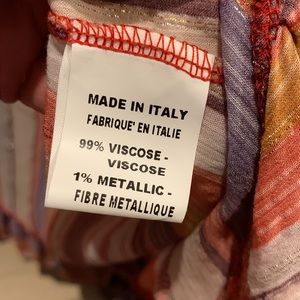 MADE IN ITALY
FABRIQUE' EN ITALIE
99% VISCOSE -
VISCOSE
1% METALLIC -
FIBRE METALLIQUE